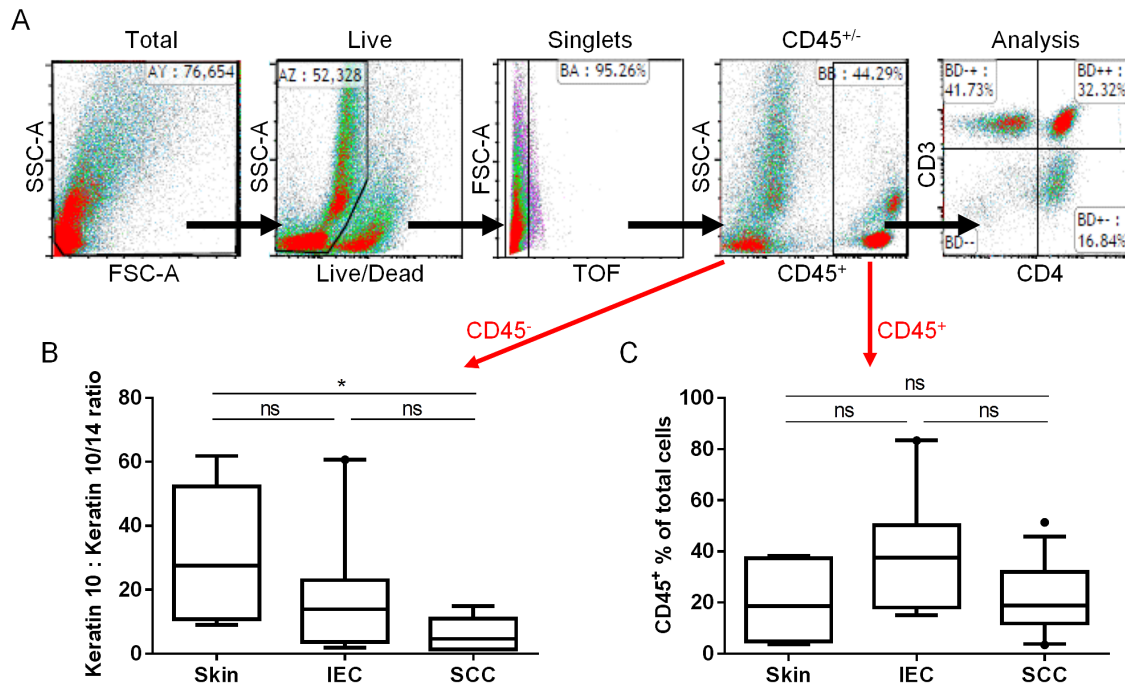 A
Total
Live
Singlets
CD45+/-
Analysis
AY : 76,654
AZ : 52,328
BA : 95.26%
BB : 44.29%
BD-+ :
41.73%
BD++ :
32.32%
BD--
BD+- :
16.84%
SSC-A
SSC-A
FSC-A
SSC-A
CD3
FSC-A
Live/Dead
TOF
CD45+
CD4
CD45-
CD45+
B
*
ns
ns
80
60
40
20
0
Keratin 10 : Keratin 10/14 ratio
Skin
IEC
SCC
C
ns
ns
ns
100
80
60
40
20
0
CD45+ % of total cells
Skin
IEC
SCC